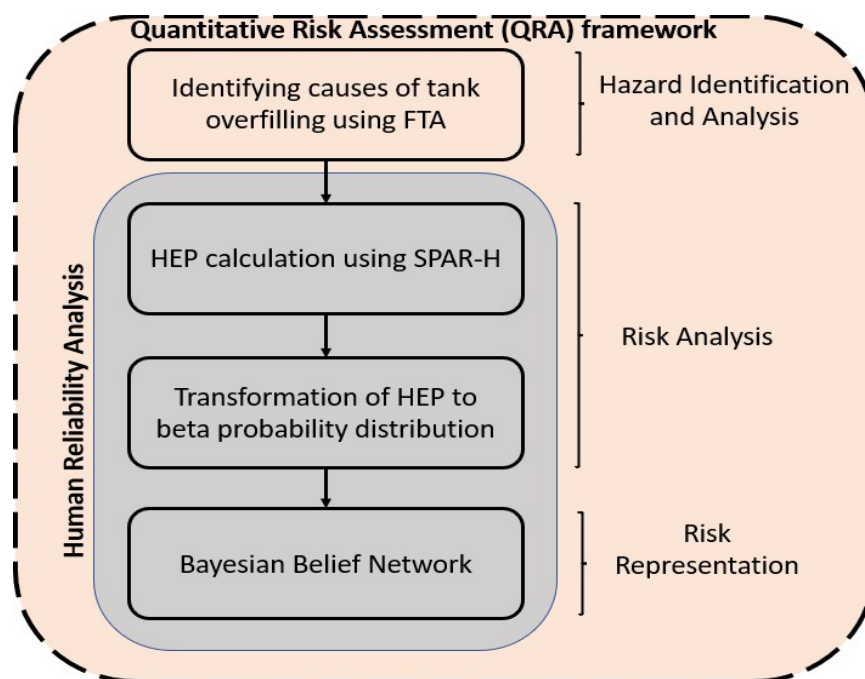 Quantitative Risk Assessment (QRA) framework
Identifying causes of tank
overfilling using FTA
Hazard Identification
and Analysis
Human Reliability Analysis
HEP calculation using SPAR-H
Risk Analysis
Transformation of HEP to
beta probability distribution
Bayesian Belief Network
Risk
Representation